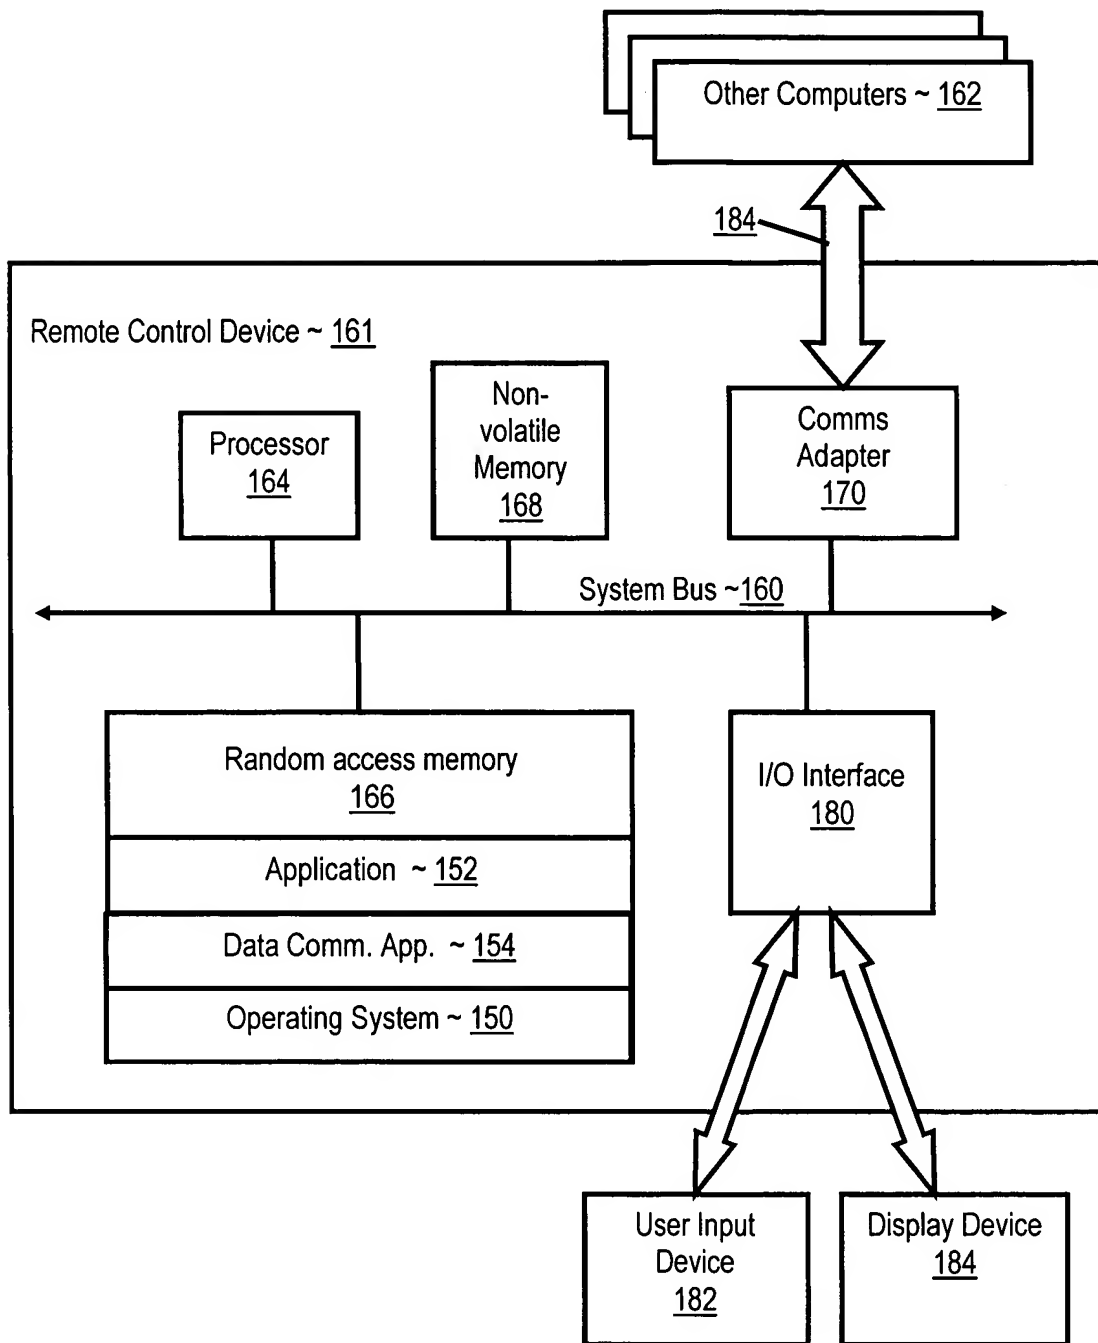 Other Computers ~ 162
184
Remote Control Device ~ 161
Processor
164
Non-
volatile
Memory
168
Comms
Adapter
170
System Bus ~160
Random access memory
166
Application ~ 152
Data Comm. App. ~ 154
Operating System ~ 150
I/O Interface
180
User Input
Device
182
Display Device
184